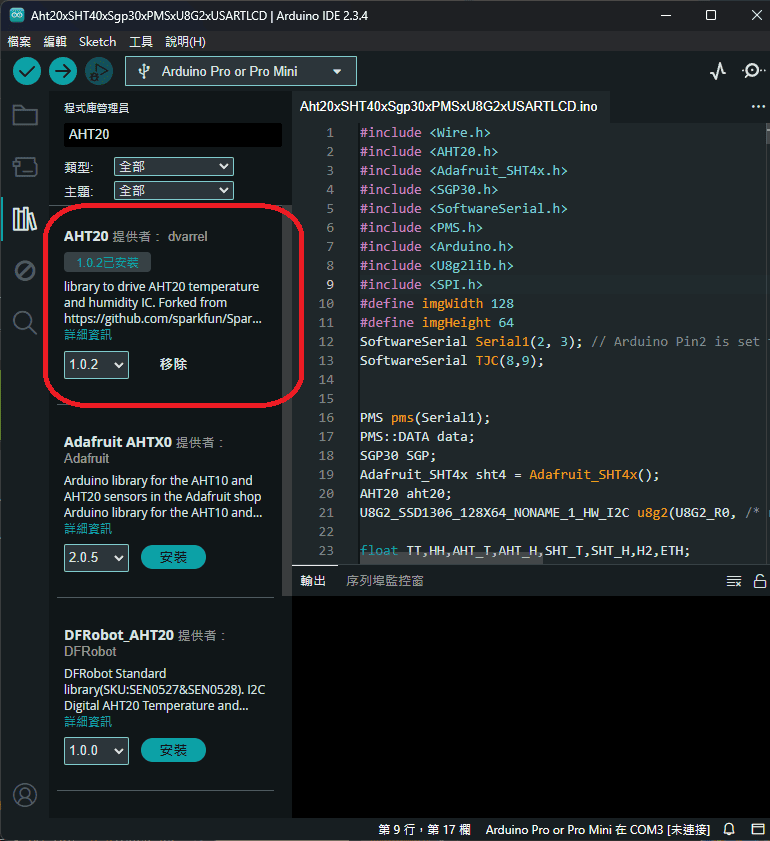 Aht20xSHT40xSgp30xPMSxU8G2xUSARTLCD | Arduino IDE 2.3.4
檔案 編輯 Sketch 工具 說明(H)
Arduino Pro or Pro Mini
程式庫管理員
AHT20
類型: 全部
主題: 全部
AHT20 提供者： dvarrel
1.0.2已安裝
library to drive AHT20 temperature
and humidity IC. Forked from
https://github.com/sparkfun/Spar...
詳細資訊
1.0.2 移除
Adafruit AHTX0 提供者：
Adafruit
Arduino library for the AHT10 and
AHT20 sensors in the Adafruit shop
Arduino library for the AHT10 and...
詳細資訊
2.0.5 安裝
DFRobot_AHT20 提供者：
DFRobot
DFRobot Standard
library(SKU:SEN0527&SEN0528). I2C
Digital AHT20 Temperature and...
詳細資訊
1.0.0 安裝
Aht20xSHT40xSgp30xPMSxU8G2xUSARTLCD.ino
1 #include <Wire.h>
2 #include <AHT20.h>
3 #include <Adafruit_SHT4x.h>
4 #include <SGP30.h>
5 #include <SoftwareSerial.h>
6 #include <PMS.h>
7 #include <Arduino.h>
8 #include <U8g2lib.h>
9 #include <SPI.h>
10 #define imgWidth 128
11 #define imgHeight 64
12 SoftwareSerial Serial1(2, 3); // Arduino Pin2 is set
13 SoftwareSerial TJC(8,9);
14
15
16 PMS pms(Serial1);
17 PMS::DATA data;
18 SGP30 SGP;
19 Adafruit_SHT4x sht4 = Adafruit_SHT4x();
20 AHT20 aht20;
21 U8G2_SSD1306_128X64_NONAME_1_HW_I2C u8g2(U8G2_R0, /*
22
23 float TT,HH,AHT_T,AHT_H,SHT_T,SHT_H,H2,ETH;
輸出 序列埠監控窗
第 9 行，第 17 欄 Arduino Pro or Pro Mini 在 COM3 [未連接]